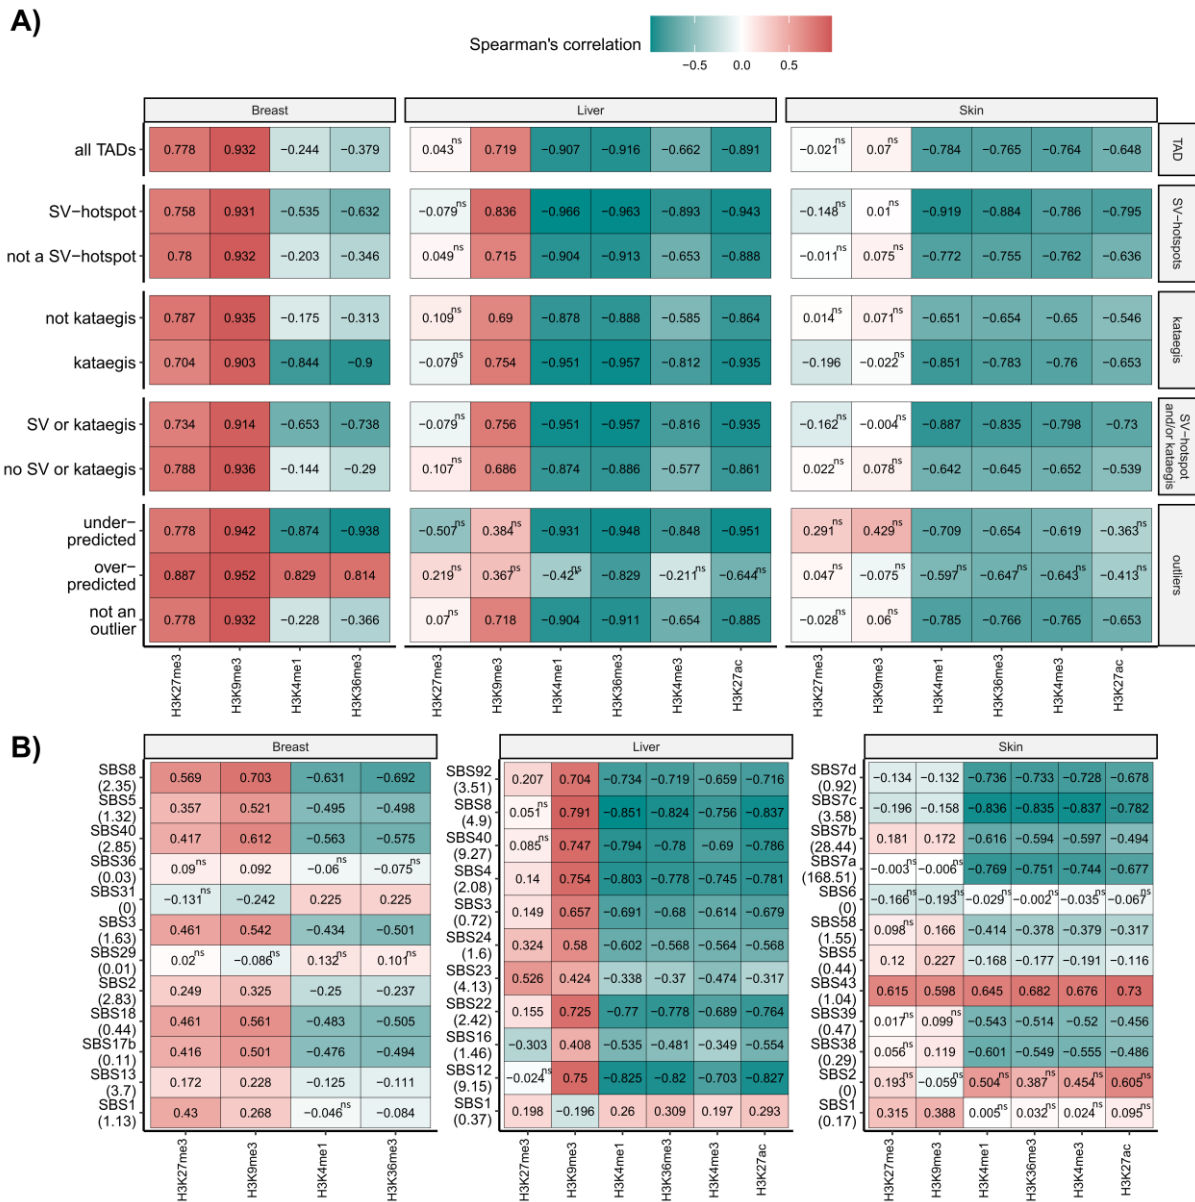 A)
Spearman's correlation
−0.5 0.0 0.5
Breast Liver Skin
all TADs 0.778 0.932 −0.244 −0.379 0.043ns 0.719 −0.907 −0.916 −0.662 −0.891 −0.021ns 0.07ns −0.784 −0.765 −0.764 −0.648 TAD
SV−hotspot 0.758 0.931 −0.535 −0.632 −0.079ns 0.836 −0.966 −0.963 −0.893 −0.943 −0.148ns 0.01ns −0.919 −0.884 −0.786 −0.795
not a SV−hotspot 0.78 0.932 −0.203 −0.346 0.049ns 0.715 −0.904 −0.913 −0.653 −0.888 −0.011ns 0.075ns −0.772 −0.755 −0.762 −0.636
SV−hotspots
not kataegis 0.787 0.935 −0.175 −0.313 0.109ns 0.69 −0.878 −0.888 −0.585 −0.864 0.014ns 0.071ns −0.651 −0.654 −0.65 −0.546
kataegis 0.704 0.903 −0.844 −0.9 −0.079ns 0.754 −0.951 −0.957 −0.812 −0.935 −0.196 −0.022ns −0.851 −0.783 −0.76 −0.653
kataegis
SV or kataegis 0.734 0.914 −0.653 −0.738 −0.079ns 0.756 −0.951 −0.957 −0.816 −0.935 −0.162ns −0.004ns −0.887 −0.835 −0.798 −0.73
no SV or kataegis 0.788 0.936 −0.144 −0.29 0.107ns 0.686 −0.874 −0.886 −0.577 −0.861 0.022ns 0.078ns −0.642 −0.645 −0.652 −0.539
SV−hotspot
and/or kataegis
under−
predicted 0.778 0.942 −0.874 −0.938 −0.507ns 0.384ns −0.931 −0.948 −0.848 −0.951 0.291ns 0.429ns −0.709 −0.654 −0.619 −0.363ns
over−
predicted 0.887 0.952 0.829 0.814 0.219ns 0.367ns −0.42ns −0.829 −0.211ns −0.644ns 0.047ns −0.075ns −0.597ns −0.647ns −0.643ns −0.413ns
not an
outlier 0.778 0.932 −0.228 −0.366 0.07ns 0.718 −0.904 −0.911 −0.654 −0.885 −0.028ns 0.06ns −0.785 −0.766 −0.765 −0.653
outliers
H3K27me3 H3K9me3 H3K4me1 H3K36me3 H3K27me3 H3K9me3 H3K4me1 H3K36me3 H3K4me3 H3K27ac H3K27me3 H3K9me3 H3K4me1 H3K36me3 H3K4me3 H3K27ac
B)
Breast
SBS8
(2.35) 0.569 0.703 −0.631 −0.692
SBS5
(1.32) 0.357 0.521 −0.495 −0.498
SBS40
(2.85) 0.417 0.612 −0.563 −0.575
SBS36
(0.03) 0.09ns 0.092 −0.06ns −0.075ns
SBS31
(0) −0.131ns −0.242 0.225 0.225
SBS3
(1.63) 0.461 0.542 −0.434 −0.501
SBS29
(0.01) 0.02ns −0.086ns 0.132ns 0.101ns
SBS2
(2.83) 0.249 0.325 −0.25 −0.237
SBS18
(0.44) 0.461 0.561 −0.483 −0.505
SBS17b
(0.11) 0.416 0.501 −0.476 −0.494
SBS13
(3.7) 0.172 0.228 −0.125 −0.111
SBS1
(1.13) 0.43 0.268 −0.046ns −0.084
H3K27me3 H3K9me3 H3K4me1 H3K36me3
Liver
SBS92
(3.51) 0.207 0.704 −0.734 −0.719 −0.659 −0.716
SBS8
(4.9) 0.051ns 0.791 −0.851 −0.824 −0.756 −0.837
SBS40
(9.27) 0.085ns 0.747 −0.794 −0.78 −0.69 −0.786
SBS4
(2.08) 0.14 0.754 −0.803 −0.778 −0.745 −0.781
SBS3
(0.72) 0.149 0.657 −0.691 −0.68 −0.614 −0.679
SBS24
(1.6) 0.324 0.58 −0.602 −0.568 −0.564 −0.568
SBS23
(4.13) 0.526 0.424 −0.338 −0.37 −0.474 −0.317
SBS22
(2.42) 0.155 0.725 −0.77 −0.778 −0.689 −0.764
SBS16
(1.46) −0.303 0.408 −0.535 −0.481 −0.349 −0.554
SBS12
(9.15) −0.024ns 0.75 −0.825 −0.82 −0.703 −0.827
SBS1
(0.37) 0.198 −0.196 0.26 0.309 0.197 0.293
H3K27me3 H3K9me3 H3K4me1 H3K36me3 H3K4me3 H3K27ac
Skin
SBS7d
(0.92) −0.134 −0.132 −0.736 −0.733 −0.728 −0.678
SBS7c
(3.58) −0.196 −0.158 −0.836 −0.835 −0.837 −0.782
SBS7b
(28.44) 0.181 0.172 −0.616 −0.594 −0.597 −0.494
SBS7a
(168.51) −0.003ns −0.006ns −0.769 −0.751 −0.744 −0.677
SBS6
(0) −0.166ns −0.193ns −0.029ns −0.002ns −0.035ns −0.067ns
SBS58
(1.55) 0.098ns 0.166 −0.414 −0.378 −0.379 −0.317
SBS5
(0.44) 0.12 0.227 −0.168 −0.177 −0.191 −0.116
SBS43
(1.04) 0.615 0.598 0.645 0.682 0.676 0.73
SBS39
(0.47) 0.017ns 0.099ns −0.543 −0.514 −0.52 −0.456
SBS38
(0.29) 0.056ns 0.119 −0.601 −0.549 −0.555 −0.486
SBS2
(0) 0.193ns −0.059ns 0.504ns 0.387ns 0.454ns 0.605ns
SBS1
(0.17) 0.315 0.388 0.005ns 0.032ns 0.024ns 0.095ns
H3K27me3 H3K9me3 H3K4me1 H3K36me3 H3K4me3 H3K27ac